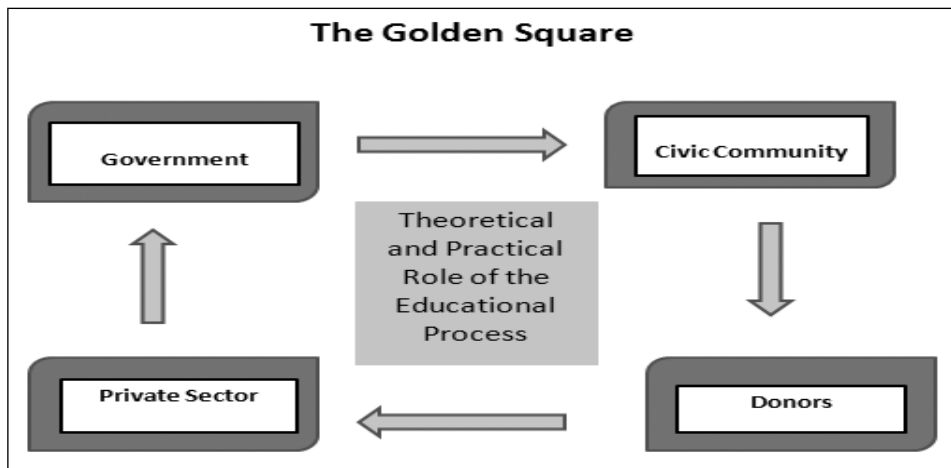 The Golden Square
Government
Civic Community
Theoretical
and Practical
Role of the
Educational
Process
Private Sector
Donors